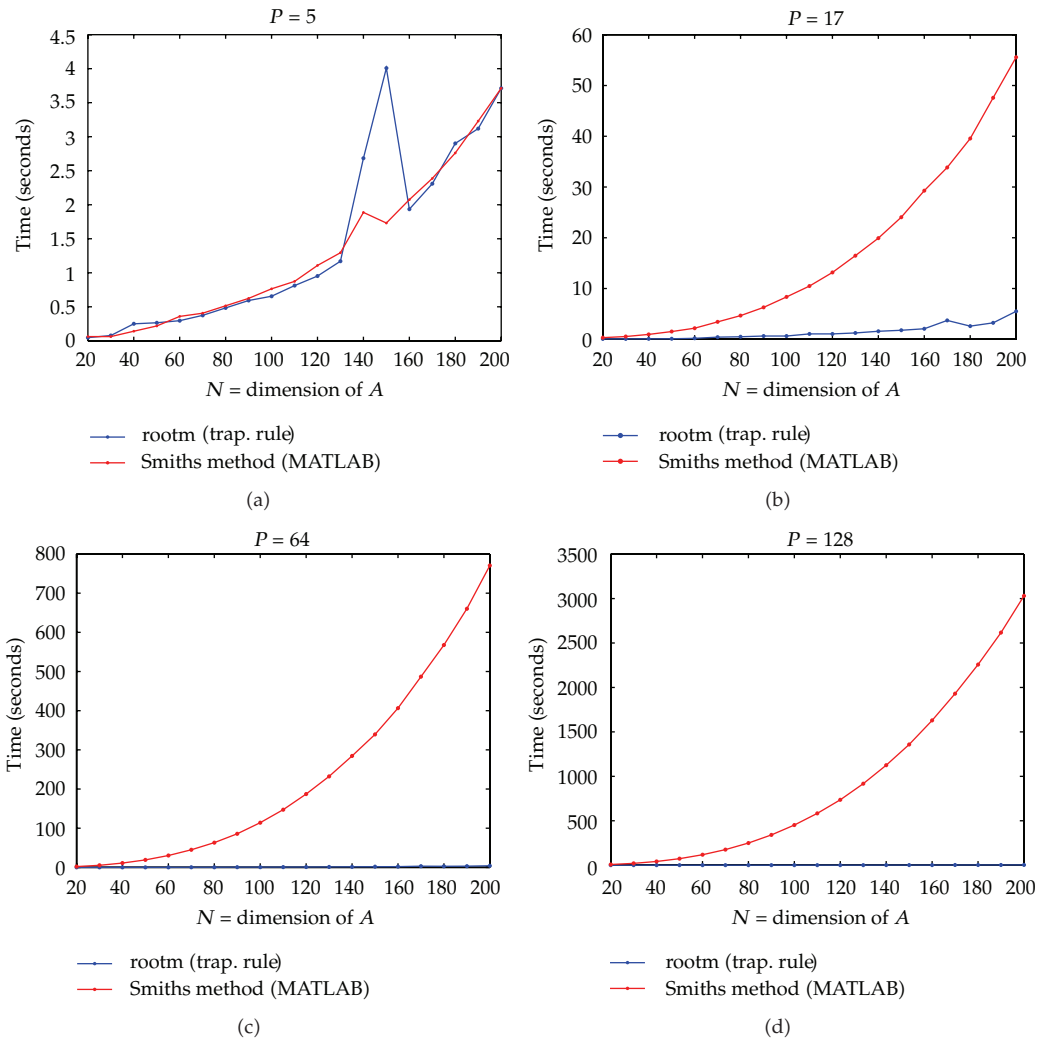 P = 5
4.5
4
3.5
3
2.5
2
1.5
1
0.5
0
Time (seconds)
20 40 60 80 100 120 140 160 180 200
N = dimension of A
rootm (trap. rule)
Smiths method (MATLAB)
(a)
P = 17
60
50
40
30
20
10
0
Time (seconds)
20 40 60 80 100 120 140 160 180 200
N = dimension of A
rootm (trap. rule)
Smiths method (MATLAB)
(b)
P = 64
800
700
600
500
400
300
200
100
0
Time (seconds)
20 40 60 80 100 120 140 160 180 200
N = dimension of A
rootm (trap. rule)
Smiths method (MATLAB)
(c)
P = 128
3500
3000
2500
2000
1500
1000
500
0
Time (seconds)
20 40 60 80 100 120 140 160 180 200
N = dimension of A
rootm (trap. rule)
Smiths method (MATLAB)
(d)